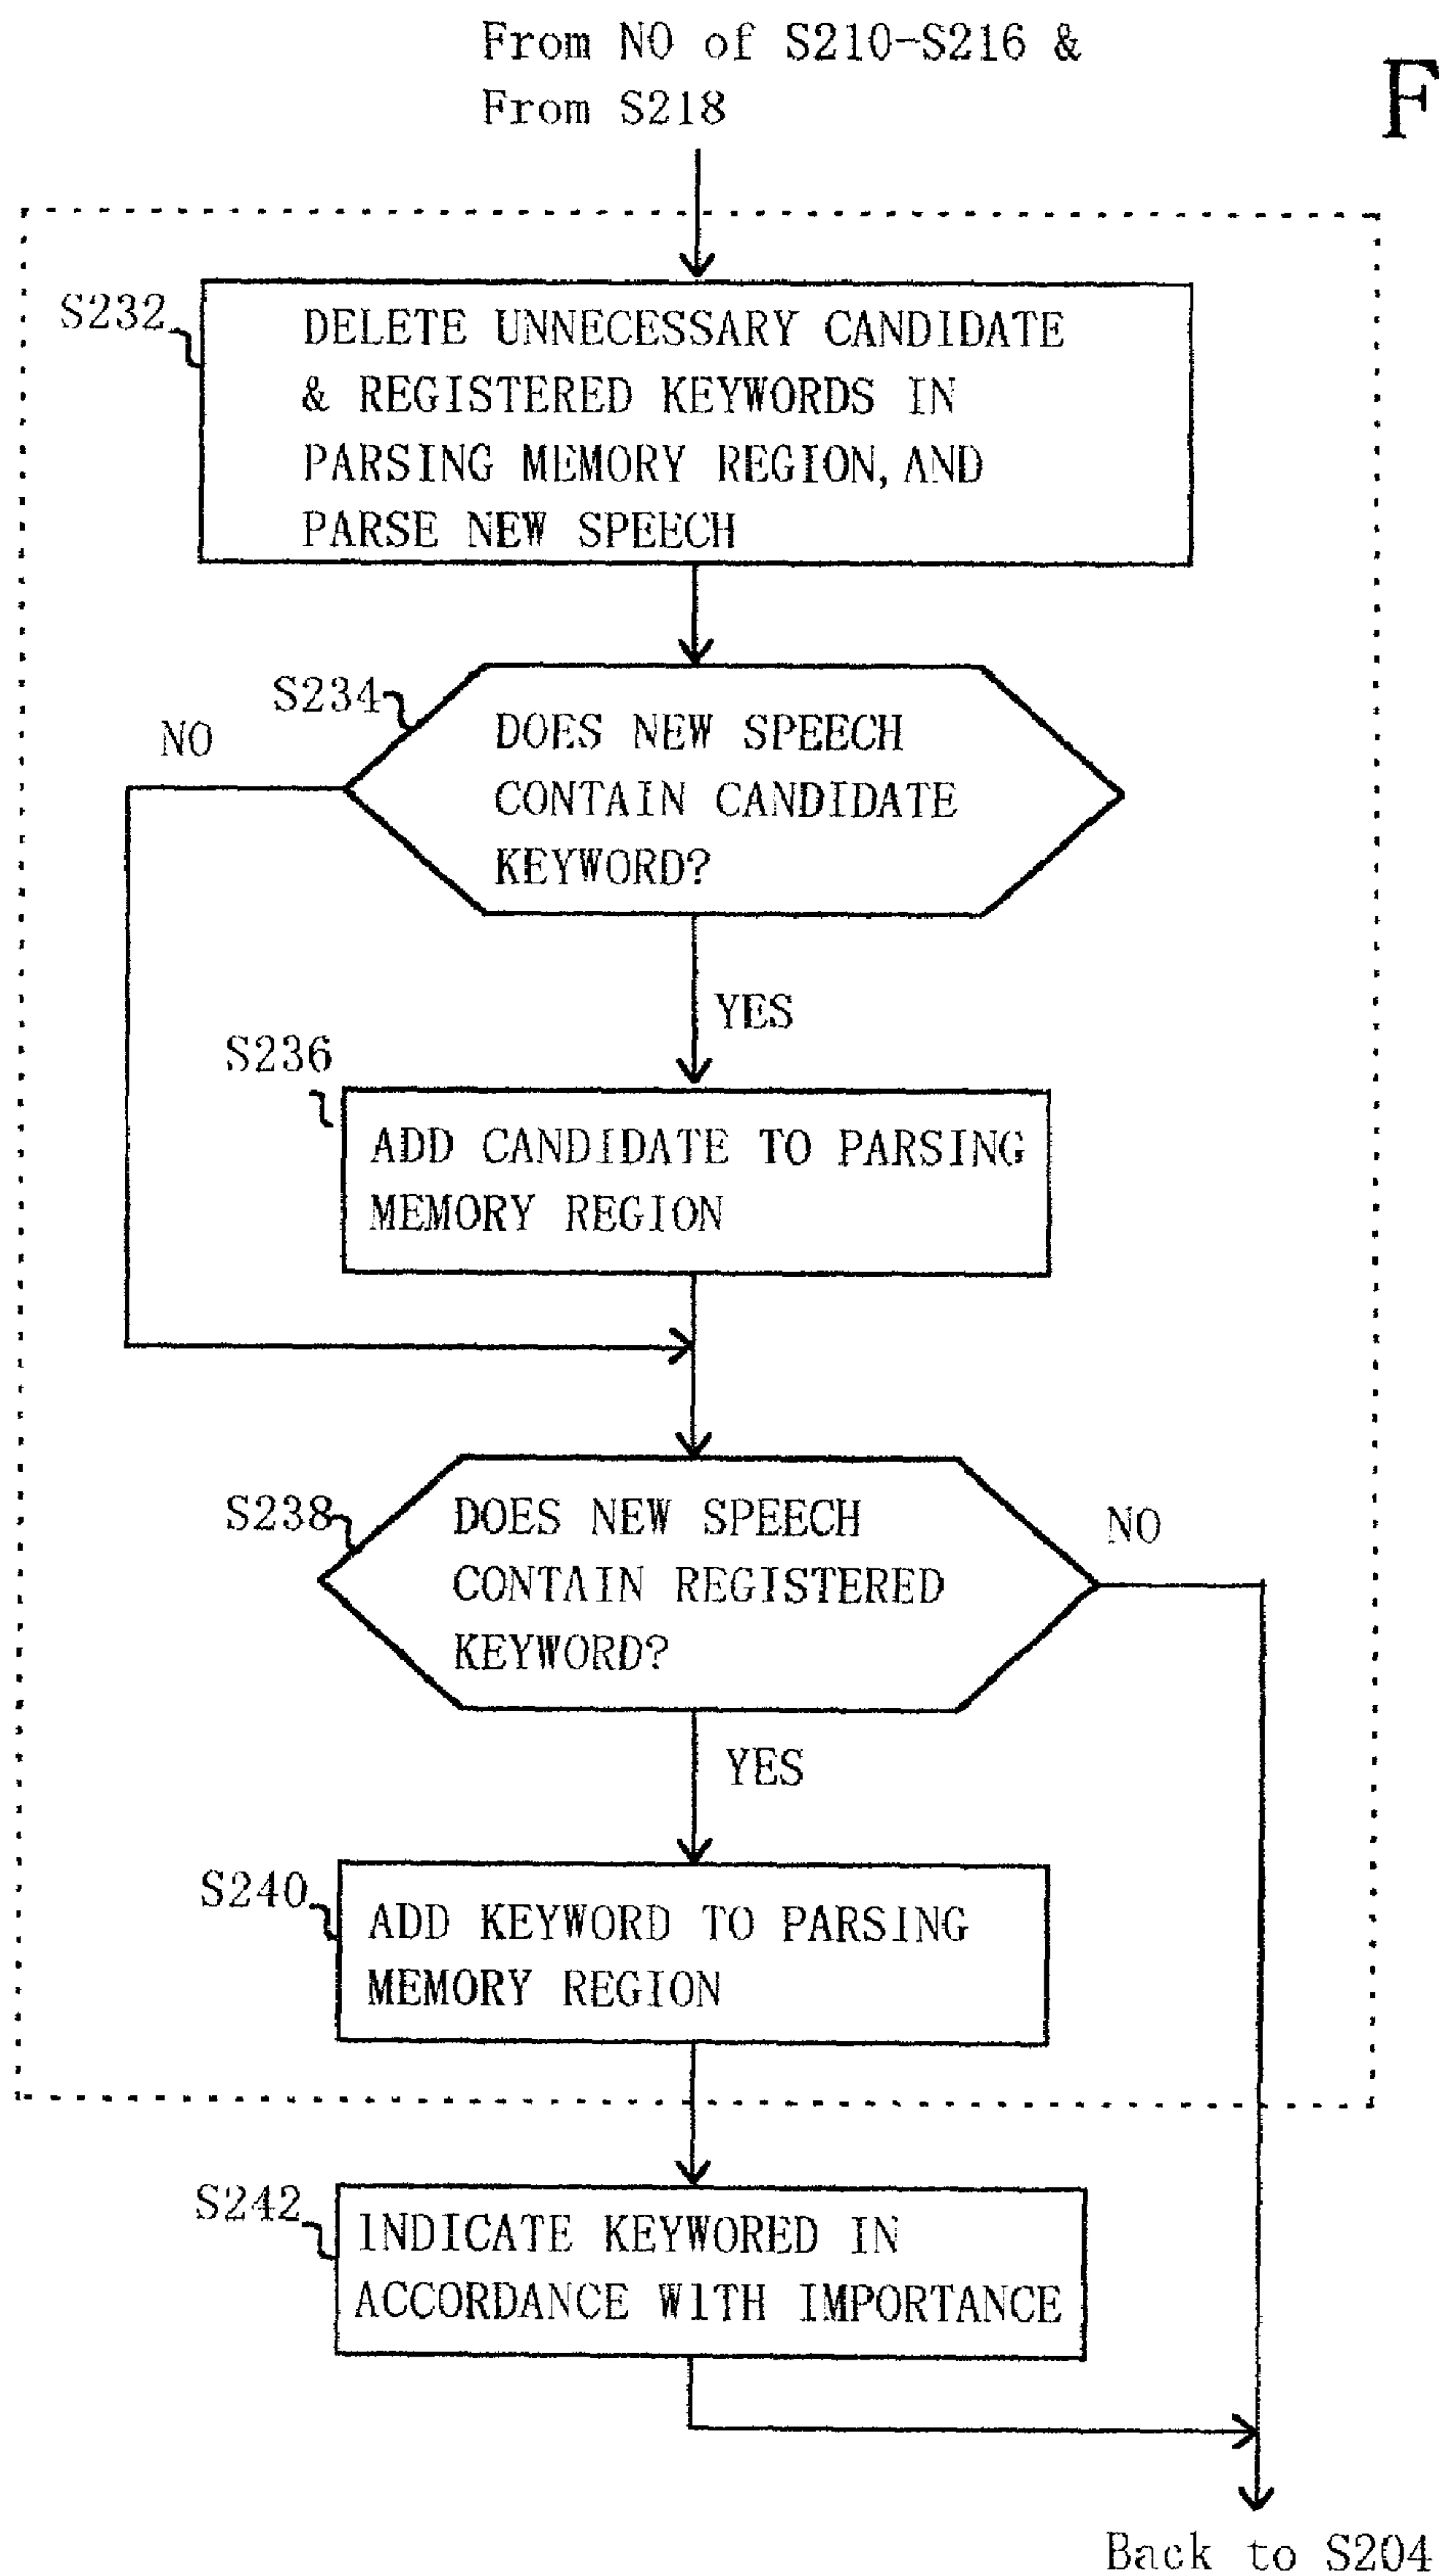 From NO of S210-S216 &
From S218
F
S232
DELETE UNNECESSARY CANDIDATE
& REGISTERED KEYWORDS IN
PARSING MEMORY REGION, AND
PARSE NEW SPEECH
S234
NO
DOES NEW SPEECH
CONTAIN CANDIDATE
KEYWORD?
YES
S236
ADD CANDIDATE TO PARSING
MEMORY REGION
S238
DOES NEW SPEECH
CONTAIN REGISTERED
KEYWORD?
NO
YES
S240
ADD KEYWORD TO PARSING
MEMORY REGION
S242
INDICATE KEYWORED IN
ACCORDANCE WITH IMPORTANCE
Back to S204